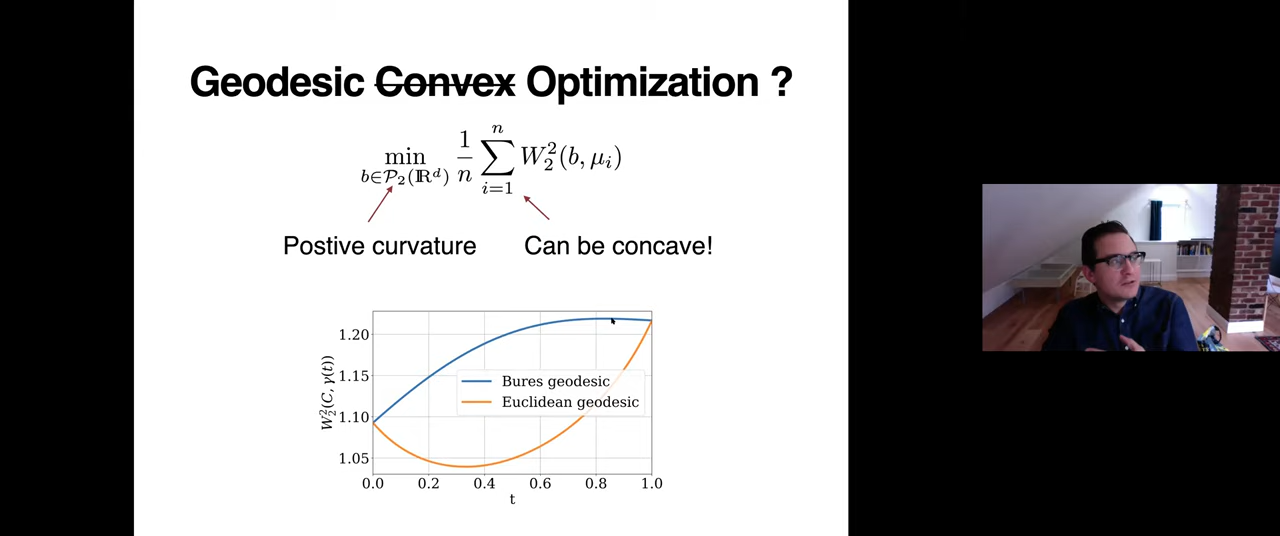 Geodesic Convex Optimization ?
min b∈𝒫₂(ℝᵈ) 1/n ∑ᵢ₌₁ⁿ W₂²(b, μᵢ)
Postive curvature
Can be concave!
W₂²(C, γ(t))
1.20
1.15
1.10
1.05
Bures geodesic
Euclidean geodesic
0.0 0.2 0.4 0.6 0.8 1.0
t